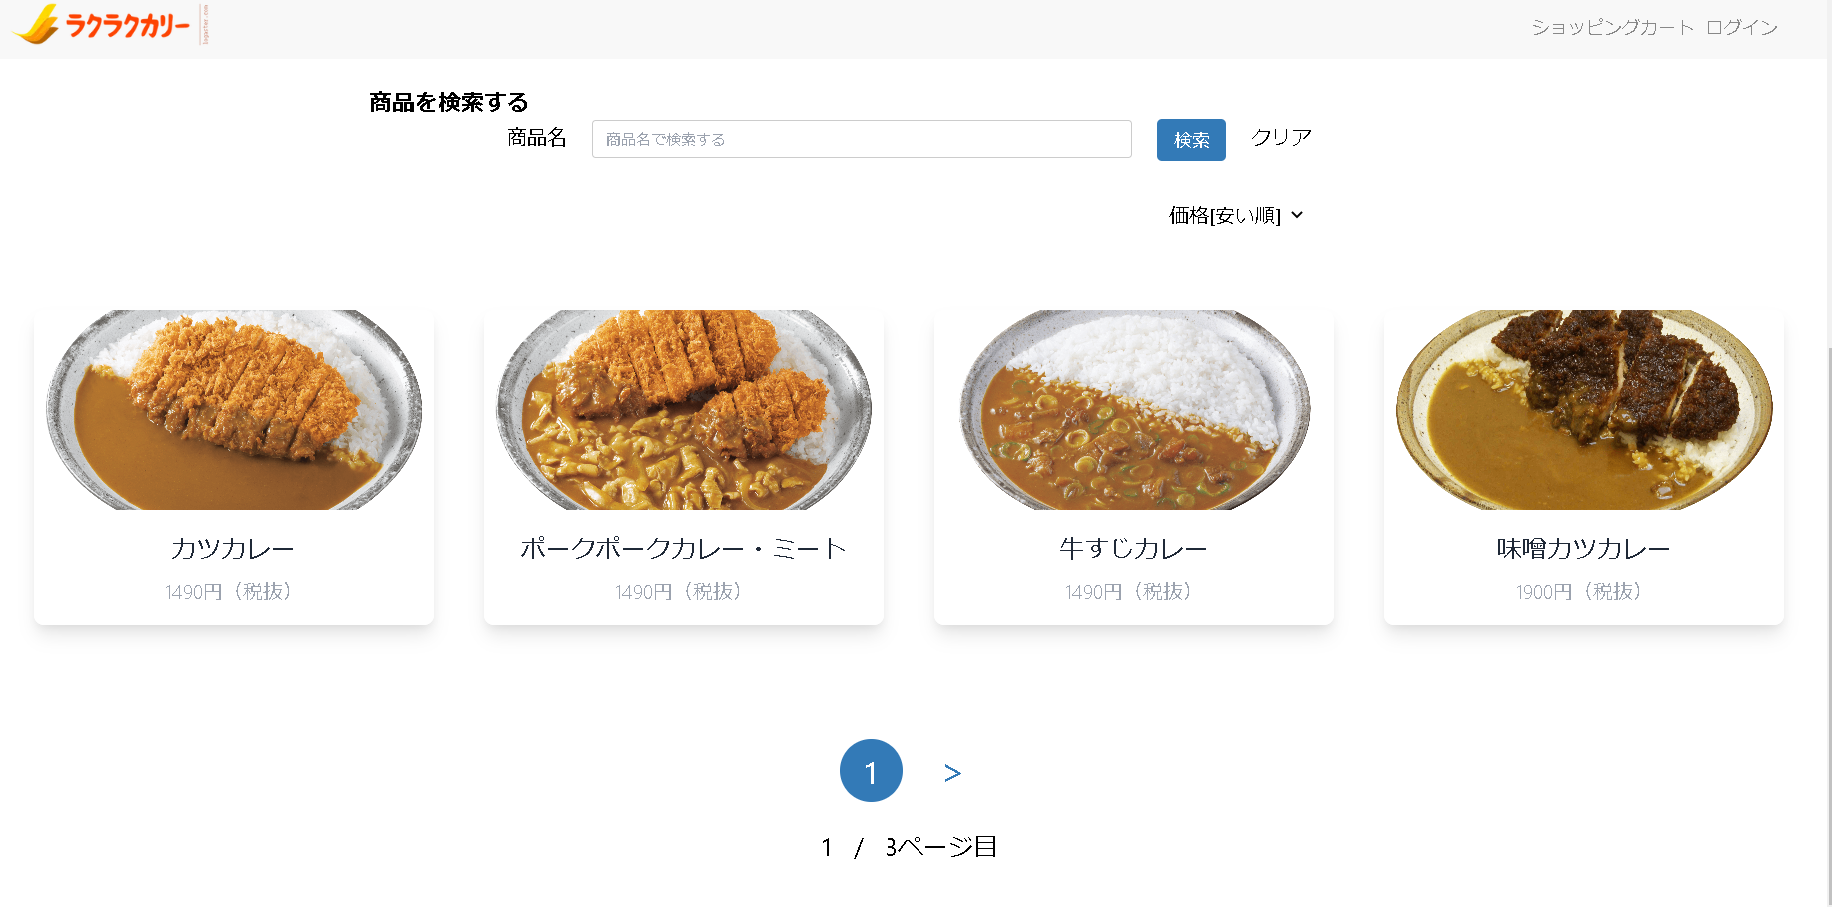 ラクラクカリー
ショッピングカート ログイン
商品を検索する
商品名 商品名で検索する 検索 クリア
価格[安い順]
カツカレー
1490円（税抜）
ポークポークカレー・ミート
1490円（税抜）
牛すじカレー
1490円（税抜）
味噌カツカレー
1900円（税抜）
1 >
1 / 3ページ目